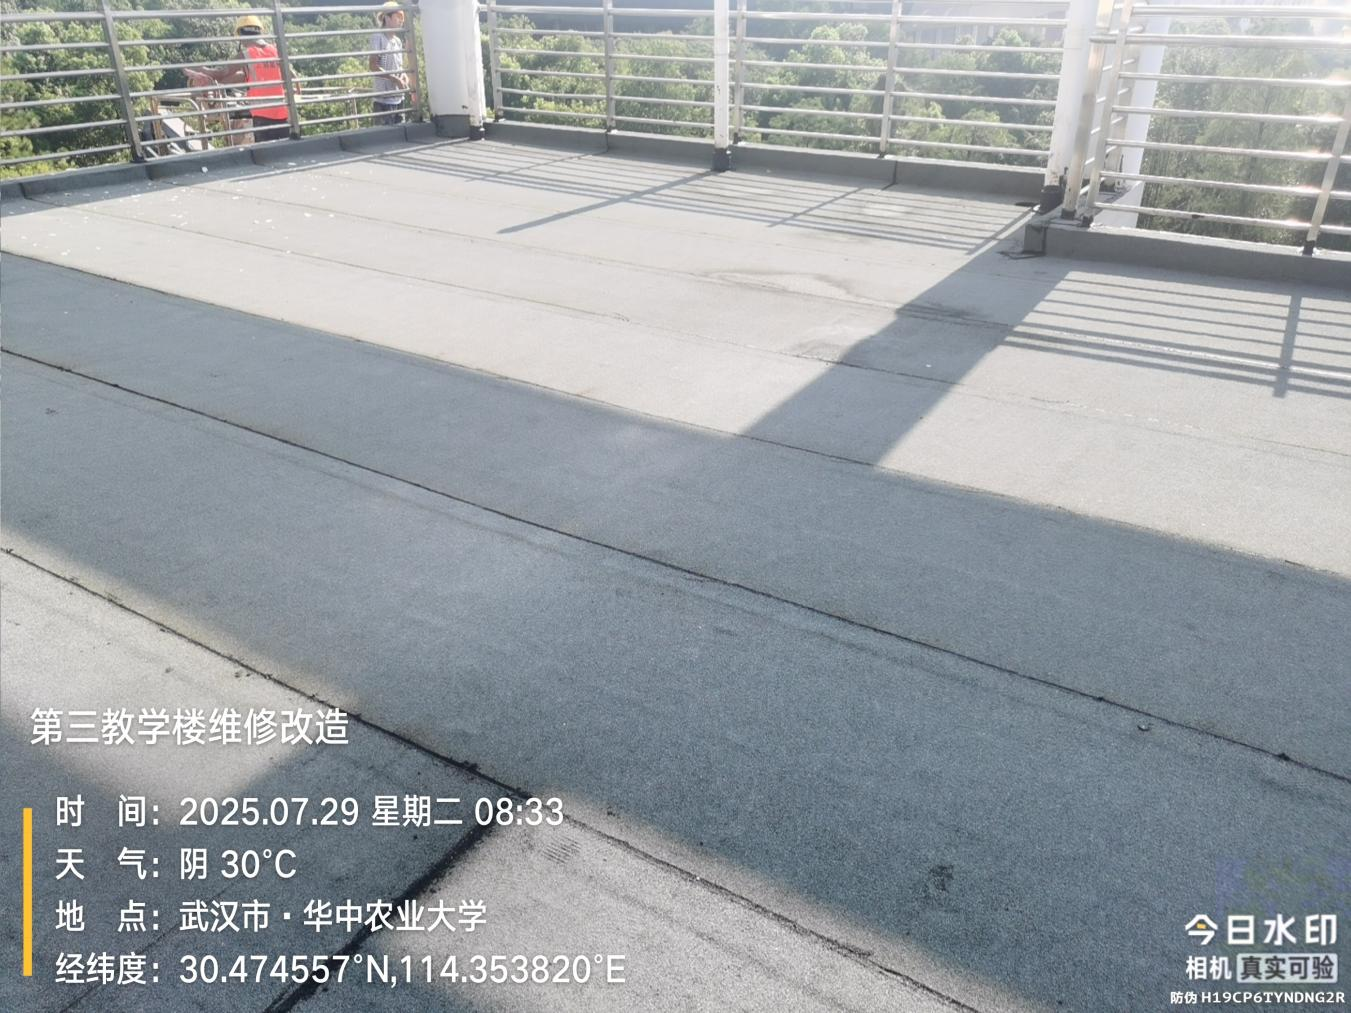 第三教学楼维修改造
时 间：2025.07.29 星期二 08:33
天 气：阴 30°C
地 点：武汉市·华中农业大学
经纬度：30.474557°N,114.353820°E
今日水印
相机 真实可验
防伪 H19CP6TYNDNG2R